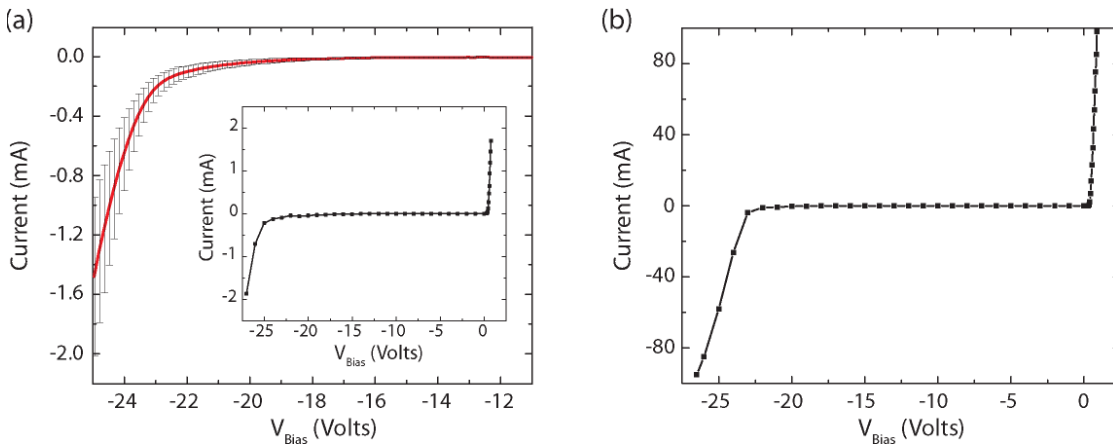 (a)
0.0
-0.4
-0.8
-1.2
-1.6
-2.0
Current (mA)
-24 -22 -20 -18 -16 -14 -12
V Bias (Volts)
2
1
0
-1
-2
Current (mA)
-25 -20 -15 -10 -5 0
V Bias (Volts)
(b)
80
40
0
-40
-80
Current (mA)
-25 -20 -15 -10 -5 0
V Bias (Volts)